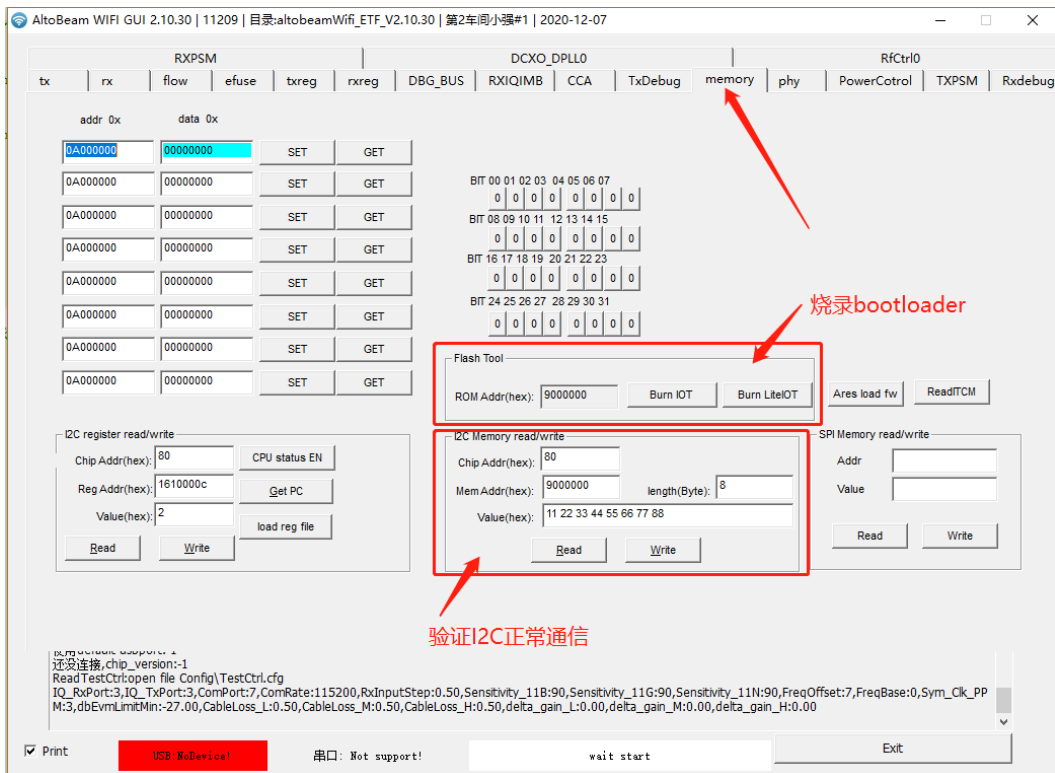 AltoBeam WIFI GUI 2.10.30 | 11209 | 目录:altobeamWifi_ETF_V2.10.30 | 第2车间小强#1 | 2020-12-07
RXPSM DCXO_DPLL0 RfCtrl0
tx rx flow efuse txreg rxreg DBG_BUS RXIQIMB CCA TxDebug memory phy PowerCotrol TXPSM Rxdebug
addr 0x data 0x
0A000000 00000000 SET GET
0A000000 00000000 SET GET
0A000000 00000000 SET GET
0A000000 00000000 SET GET
0A000000 00000000 SET GET
0A000000 00000000 SET GET
0A000000 00000000 SET GET
0A000000 00000000 SET GET
BIT 00 01 02 03 04 05 06 07
0 0 0 0 0 0 0 0
BIT 08 09 10 11 12 13 14 15
0 0 0 0 0 0 0 0
BIT 16 17 18 19 20 21 22 23
0 0 0 0 0 0 0 0
BIT 24 25 26 27 28 29 30 31
0 0 0 0 0 0 0 0
烧录bootloader
Flash Tool
ROM Addr(hex): 9000000 Burn IOT Burn LiteIOT Ares load fw ReadITCM
I2C register read/write
Chip Addr(hex): 80 CPU status EN
Reg Addr(hex): 1610000c Get PC
Value(hex): 2 load reg file
Read Write
I2C Memory read/write
Chip Addr(hex): 80
Mem Addr(hex): 9000000 length(Byte): 8
Value(hex): 11 22 33 44 55 66 77 88
Read Write
SPI Memory read/write
Addr
Value
Read Write
验证I2C正常通信
使用default usbport:-1
还没连接,chip_version:-1
ReadTestCtrl:open file Config\TestCtrl.cfg
IQ_RxPort:3,IQ_TxPort:3,ComPort:7,ComRate:115200,RxInputStep:0.50,Sensitivity_11B:90,Sensitivity_11G:90,Sensitivity_11N:90,FreqOffset:7,FreqBase:0,Sym_Clk_PP
M:3,dbEvmLimitMin:-27.00,CableLoss_L:0.50,CableLoss_M:0.50,CableLoss_H:0.50,delta_gain_L:0.00,delta_gain_M:0.00,delta_gain_H:0.00
Print USB:NoDevice! 串口: Not support! wait start Exit